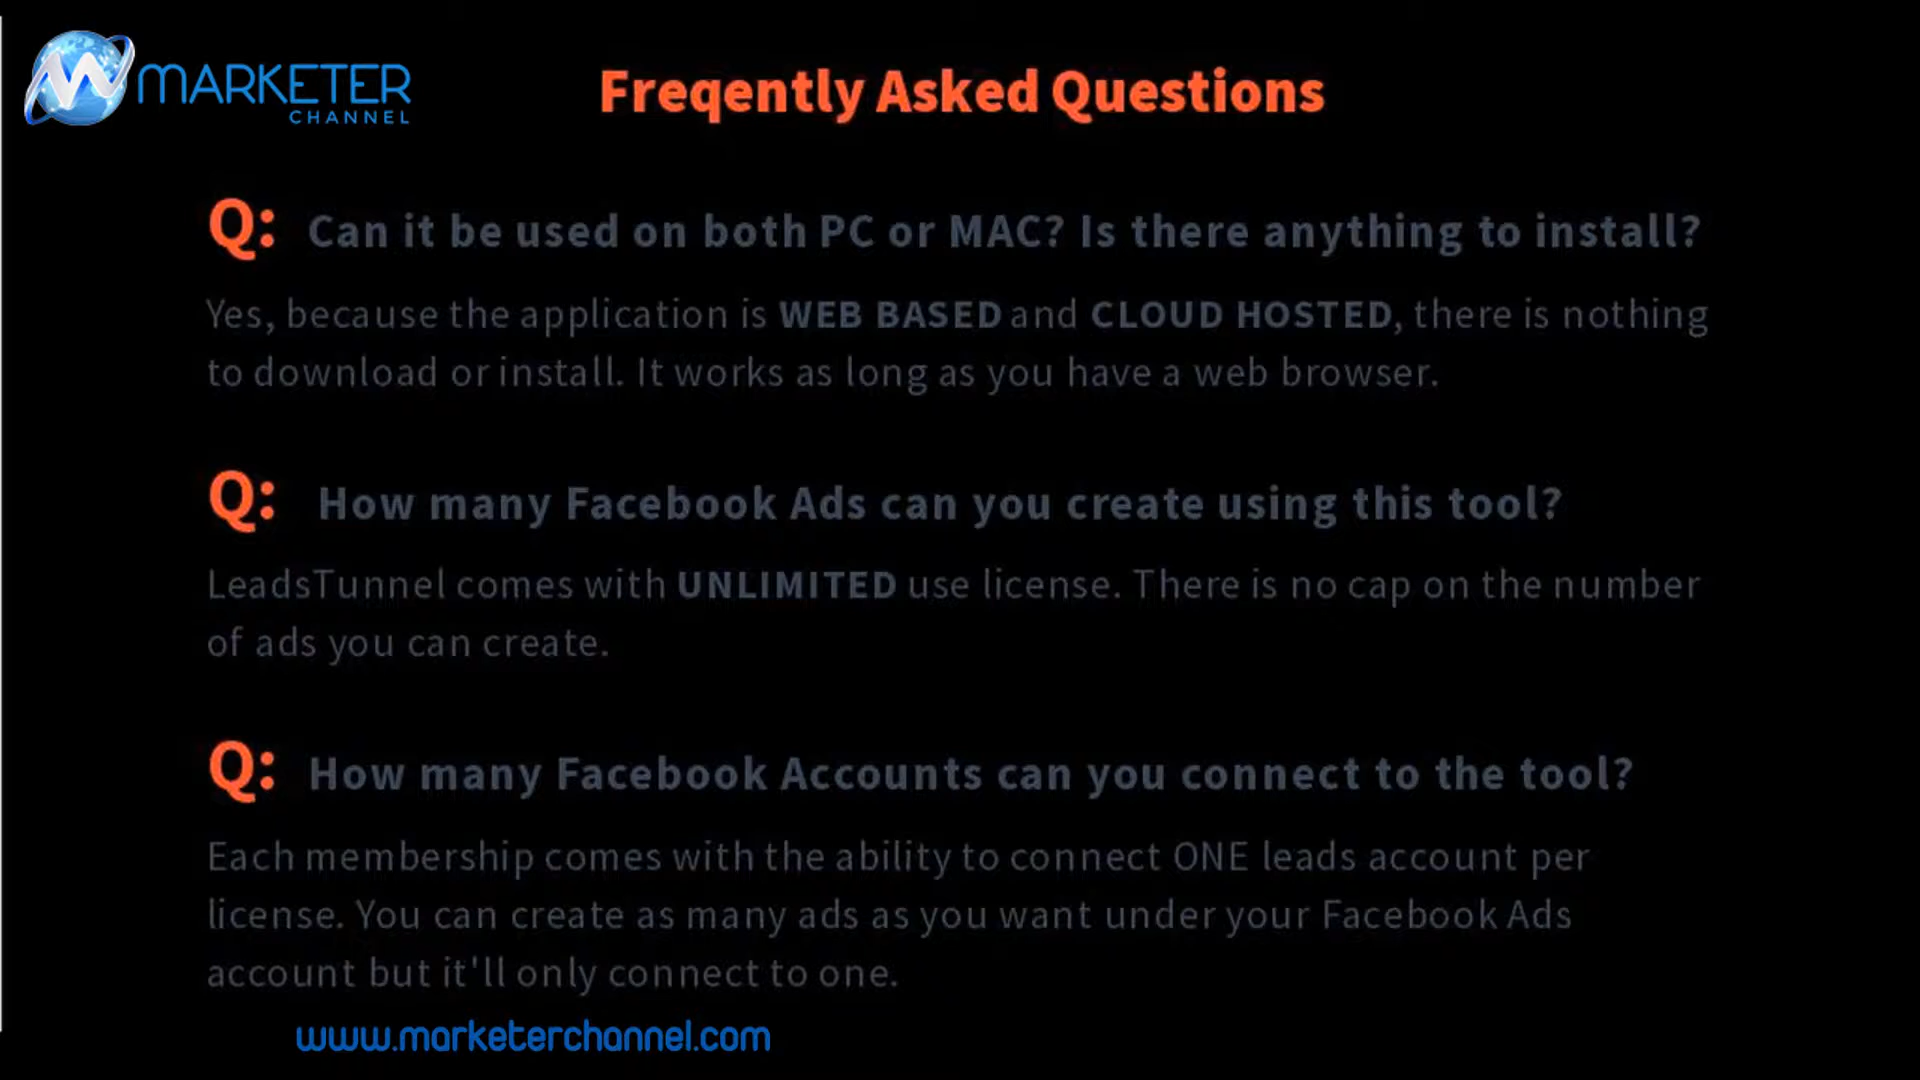 MARKETER
CHANNEL
Freqently Asked Questions
Q: Can it be used on both PC or MAC? Is there anything to install?
Yes, because the application is WEB BASED and CLOUD HOSTED, there is nothing
to download or install. It works as long as you have a web browser.
Q: How many Facebook Ads can you create using this tool?
LeadsTunnel comes with UNLIMITED use license. There is no cap on the number
of ads you can create.
Q: How many Facebook Accounts can you connect to the tool?
Each membership comes with the ability to connect ONE leads account per
license. You can create as many ads as you want under your Facebook Ads
account but it'll only connect to one.
www.marketerchannel.com